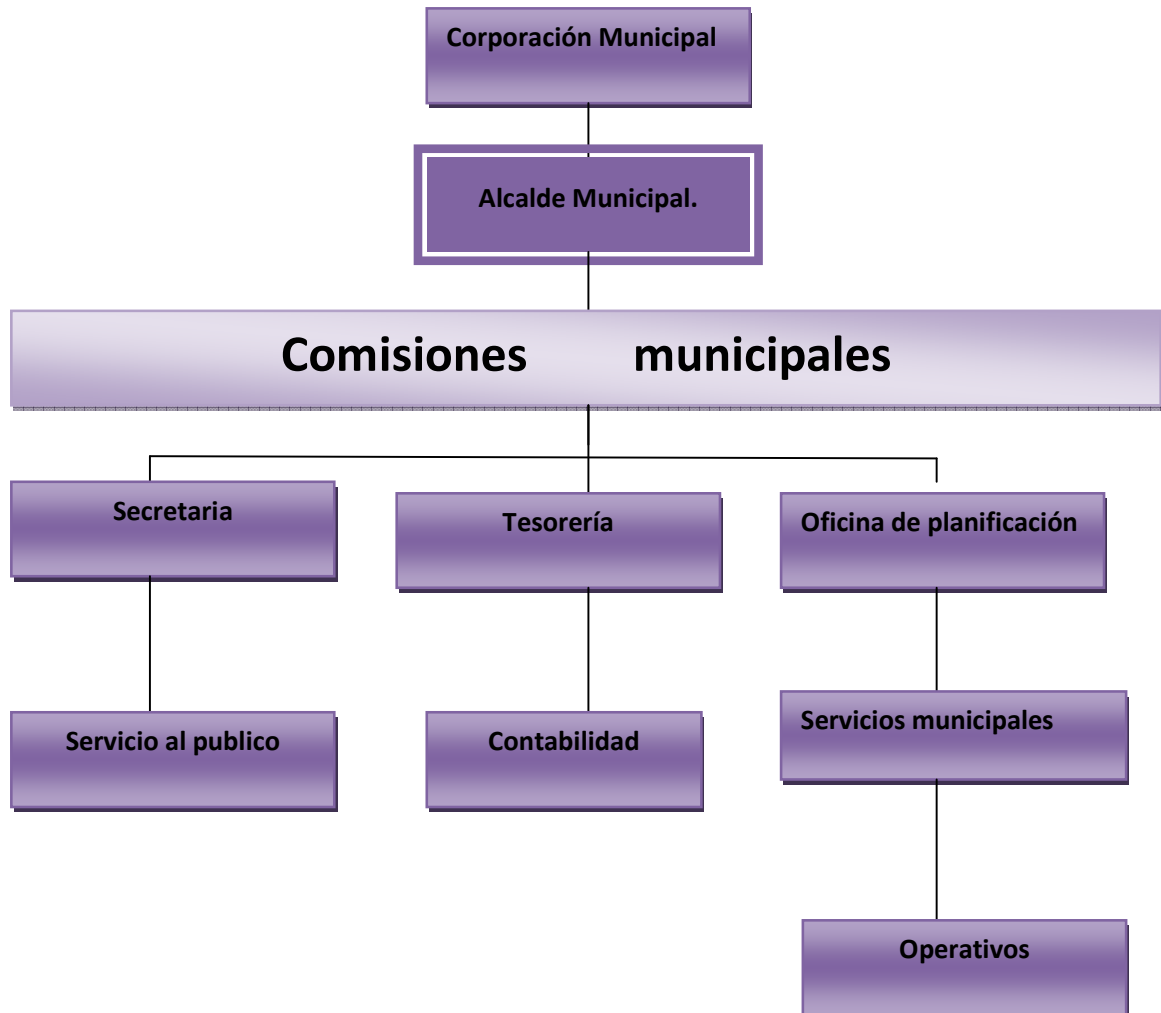 Corporación Municipal
Alcalde Municipal.
Comisiones municipales
Secretaria
Tesorería
Oficina de planificación
Servicio al publico
Contabilidad
Servicios municipales
Operativos